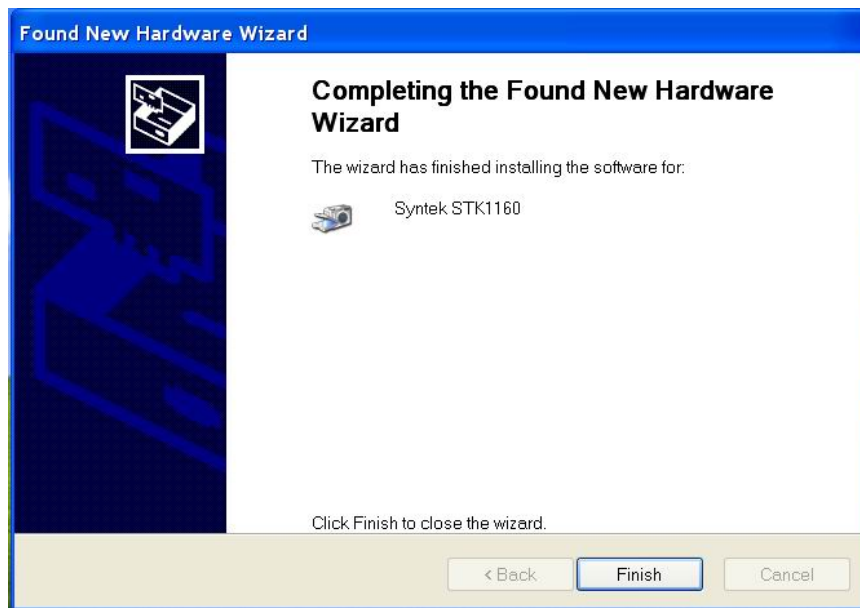 Found New Hardware Wizard
Completing the Found New Hardware
Wizard
The wizard has finished installing the software for:
Syntek STK1160
Click Finish to close the wizard.
< Back
Finish
Cancel